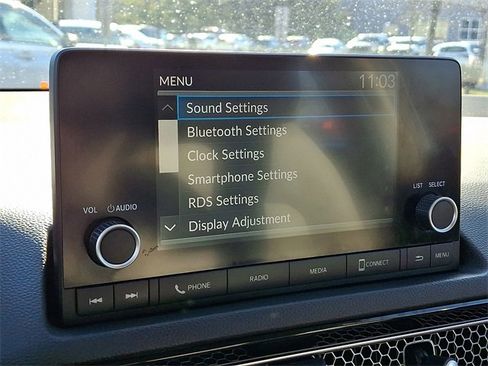 MENU 11:03
Sound Settings
Bluetooth Settings
Clock Settings
Smartphone Settings
RDS Settings
Display Adjustment
VOL AUDIO
LIST SELECT
PHONE
RADIO
MEDIA
CONNECT
MENU